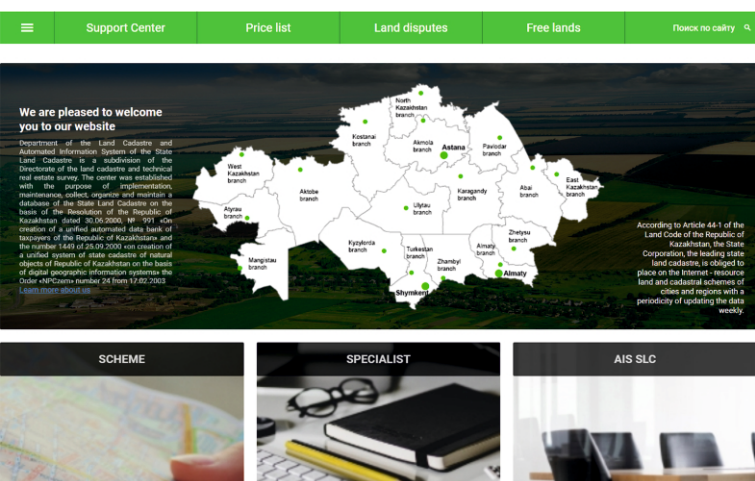 Support Center
Price list
Land disputes
Free lands
Поиск по сайту
We are pleased to welcome
you to our website
Department of the Land Cadastre and
Automated Information System of the State
Land Cadastre is a subdivision of the
Directorate of the land cadastre and technical
real estate survey. The center was established
with the purpose of implementation,
maintenance, collect, organize and maintain a
database of the State Land Cadastre on the
basis of the Resolution of the Republic of
Kazakhstan dated 30.06.2000, № 991 «On
creation of a unified automated data bank of
taxpayers of the Republic of Kazakhstan» and
the number 1449 of 25.09.2000 «on creation of
a unified system of state cadastre of natural
objects of Republic of Kazakhstan on the basis
of digital geographic information systems» the
Order «NPCzem» number 24 from 17.02.2003
Learn more about us
North
Kazakhstan
branch
Kostanai
branch
Akmola
branch
Astana
Pavlodar
branch
West
Kazakhstan
branch
Aktobe
branch
Karagandy
branch
Abai
branch
East
Kazakhstan
branch
Atyrau
branch
Ulytau
branch
Mangistau
branch
Kyzylorda
branch
Turkestan
branch
Zhambyl
branch
Almaty
branch
Zhetysu
branch
Almaty
Shymkent
According to Article 44-1 of the
Land Code of the Republic of
Kazakhstan, the State
Corporation, the leading state
land cadastre, is obliged to
place on the Internet - resource
land and cadastral schemes of
cities and regions with a
periodicity of updating the data
weekly.
SCHEME
SPECIALIST
AIS SLC